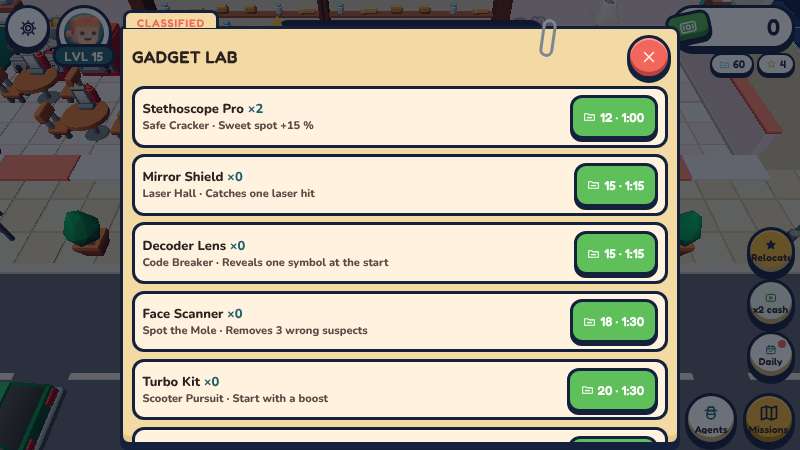 CLASSIFIED
GADGET LAB
LVL 15
0
60
4
Stethoscope Pro ×2
Safe Cracker · Sweet spot +15 %
12 · 1:00
Mirror Shield ×0
Laser Hall · Catches one laser hit
15 · 1:15
Decoder Lens ×0
Code Breaker · Reveals one symbol at the start
15 · 1:15
Face Scanner ×0
Spot the Mole · Removes 3 wrong suspects
18 · 1:30
Turbo Kit ×0
Scooter Pursuit · Start with a boost
20 · 1:30
Relocate
x2 cash
Daily
Agents
Missions